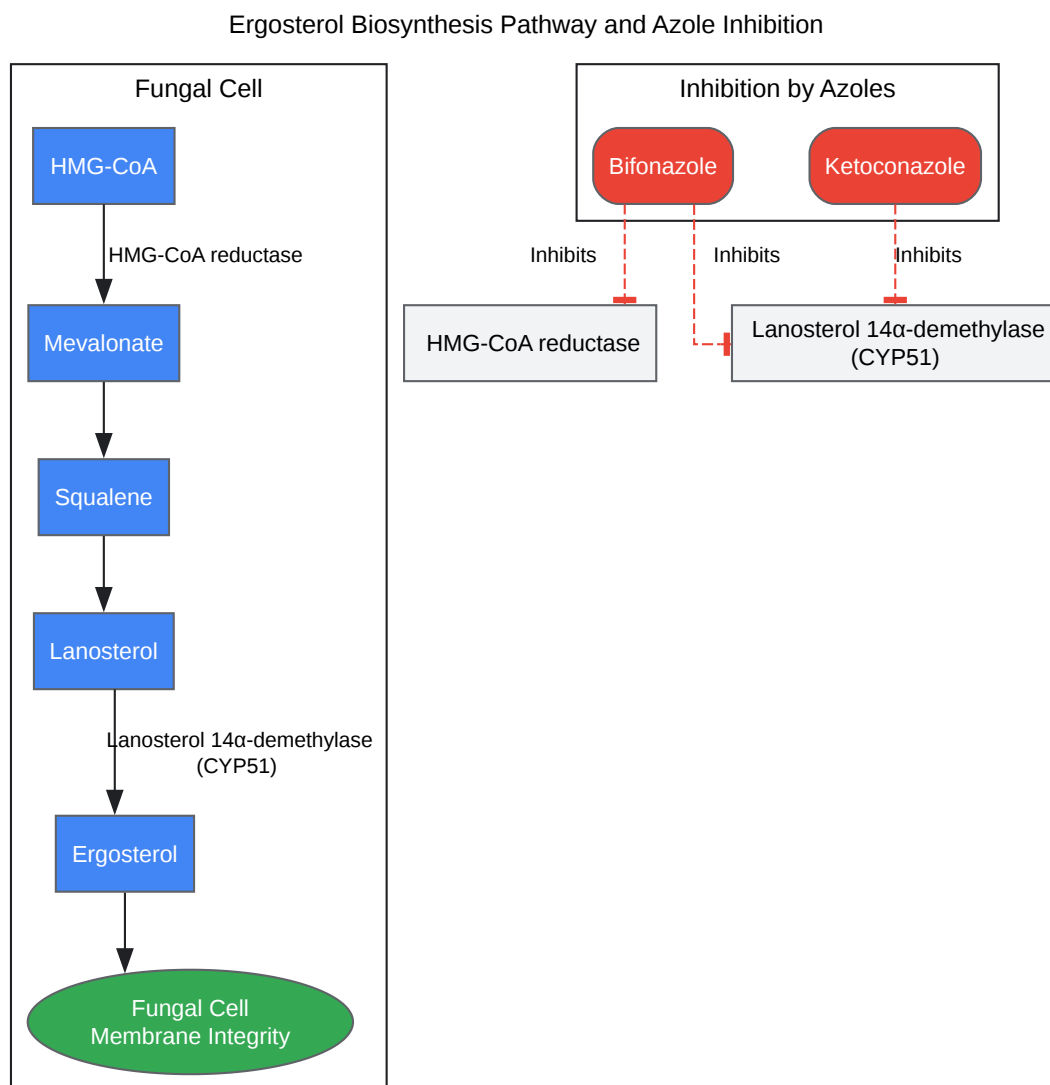 Ergosterol Biosynthesis Pathway and Azole Inhibition
Fungal Cell
HMG-CoA
HMG-CoA reductase
Mevalonate
Squalene
Lanosterol
Lanosterol 14α-demethylase
(CYP51)
Ergosterol
Fungal Cell
Membrane Integrity
Inhibition by Azoles
Bifonazole
Ketoconazole
Inhibits
Inhibits
Inhibits
HMG-CoA reductase
Lanosterol 14α-demethylase
(CYP51)